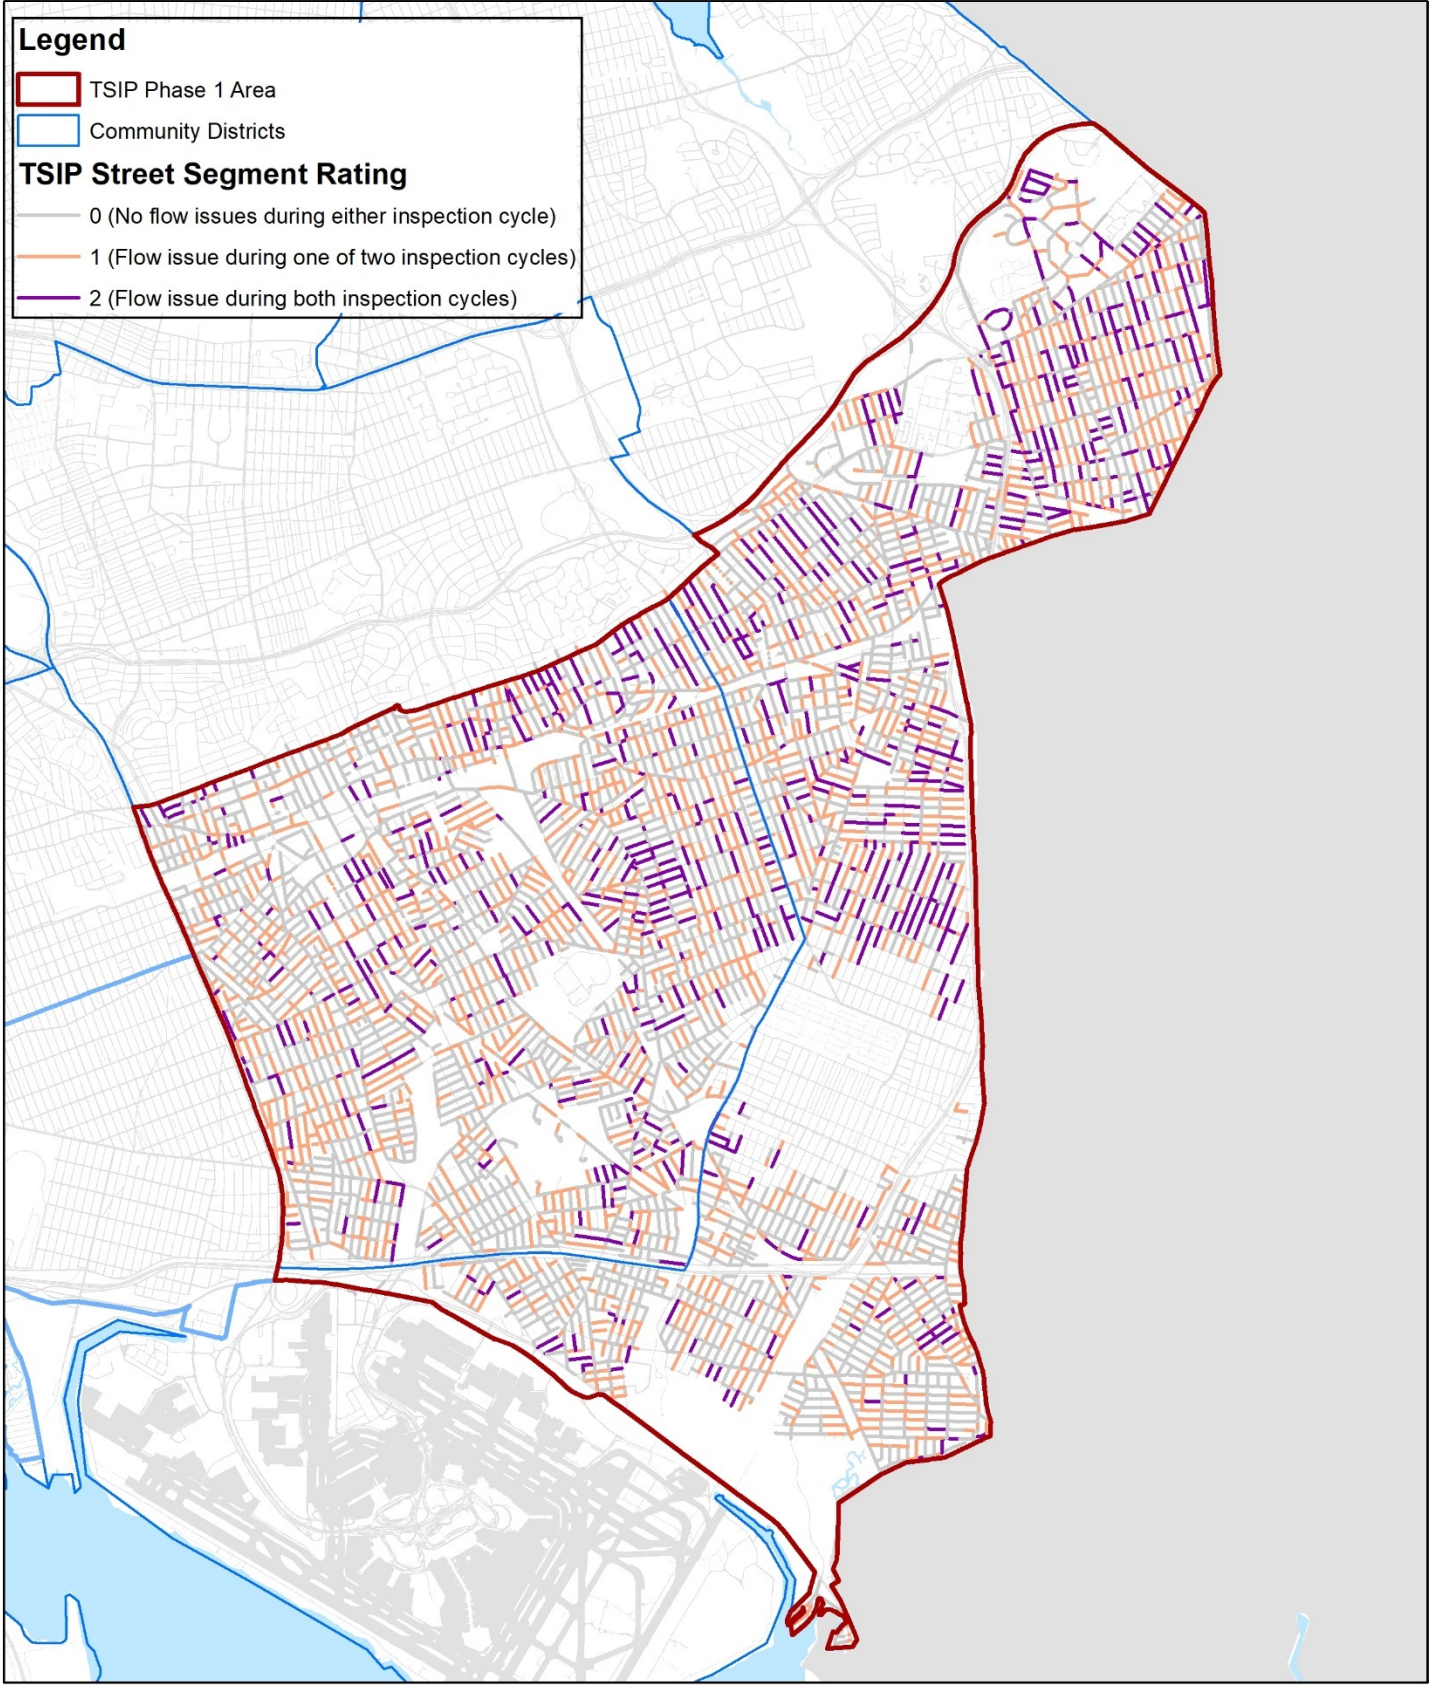 Legend
TSIP Phase 1 Area
Community Districts
TSIP Street Segment Rating
0 (No flow issues during either inspection cycle)
1 (Flow issue during one of two inspection cycles)
2 (Flow issue during both inspection cycles)